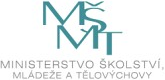 MŠMT
MINISTERSTVO ŠKOLSTVÍ,
MLÁDEŽE A TĚLOVÝCHOVY